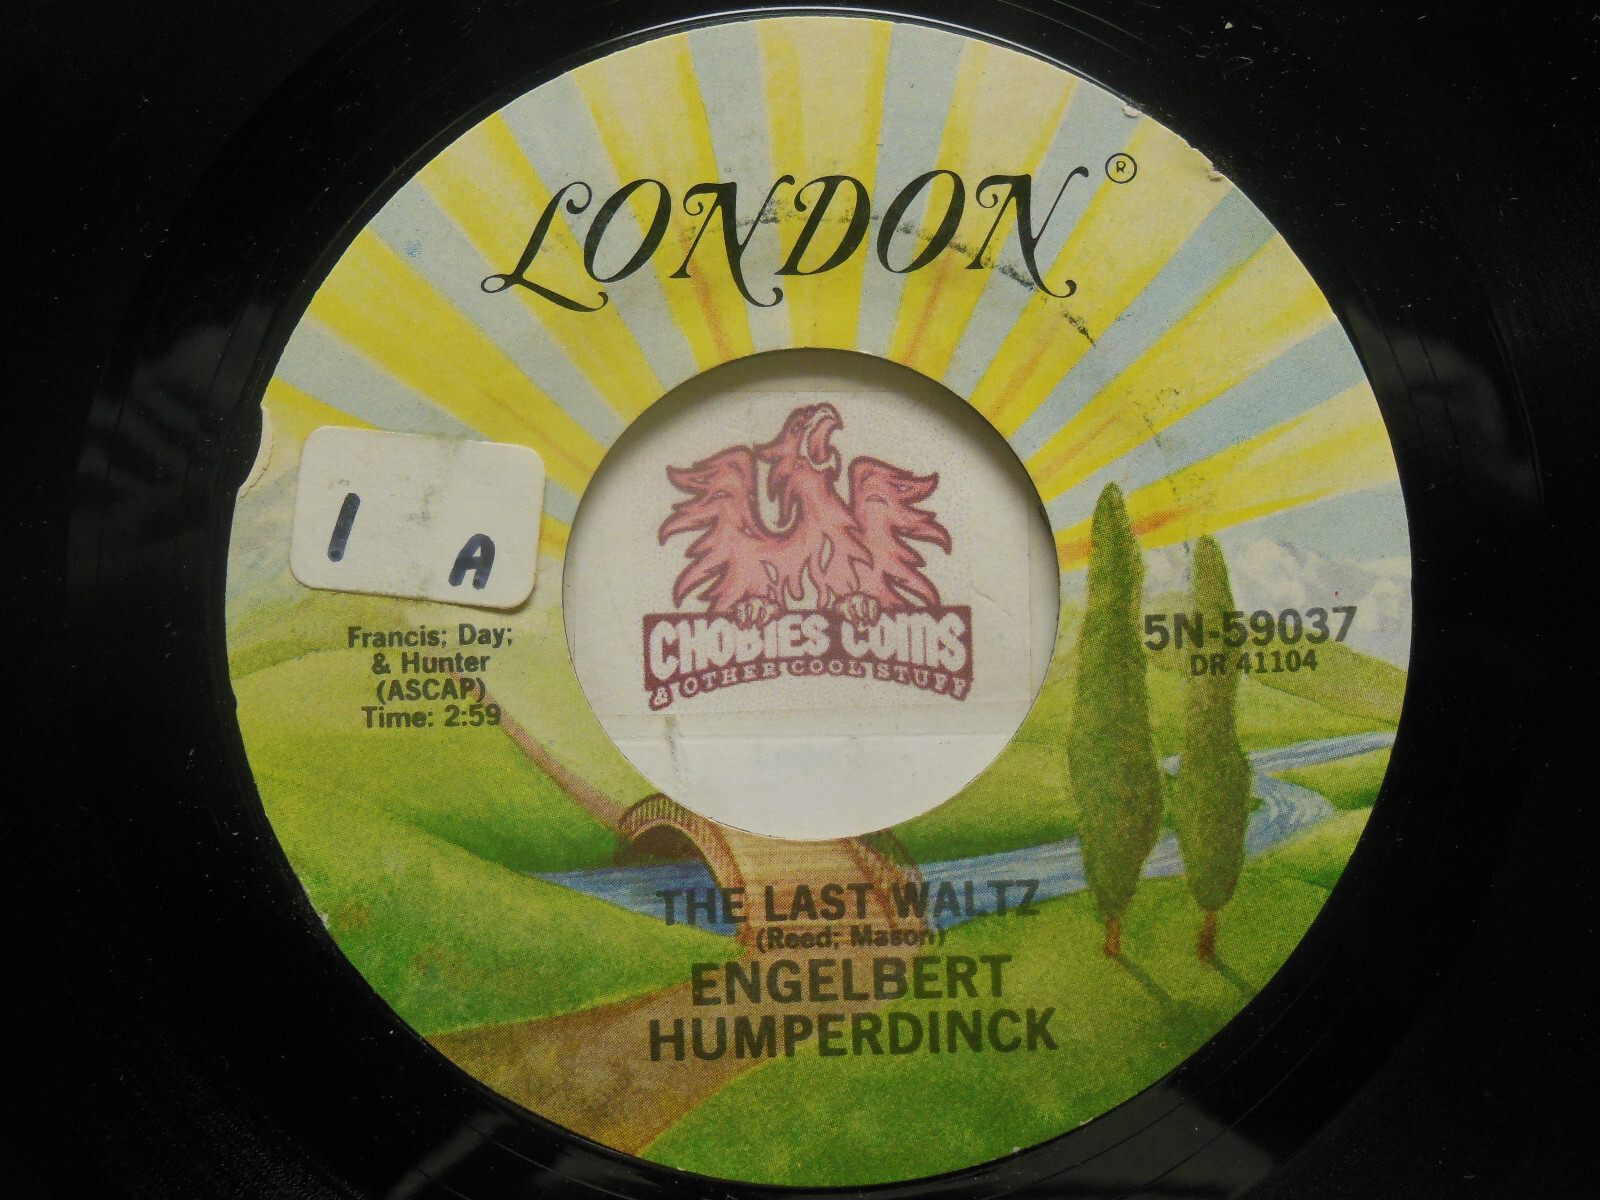 LONDON®
1 A
Francis; Day;
& Hunter
(ASCAP)
Time: 2:59
CHOBIES COINS
& OTHER COOL STUFF
5N-59037
DR 41104
THE LAST WALTZ
(Reed; Mason)
ENGELBERT
HUMPERDINCK